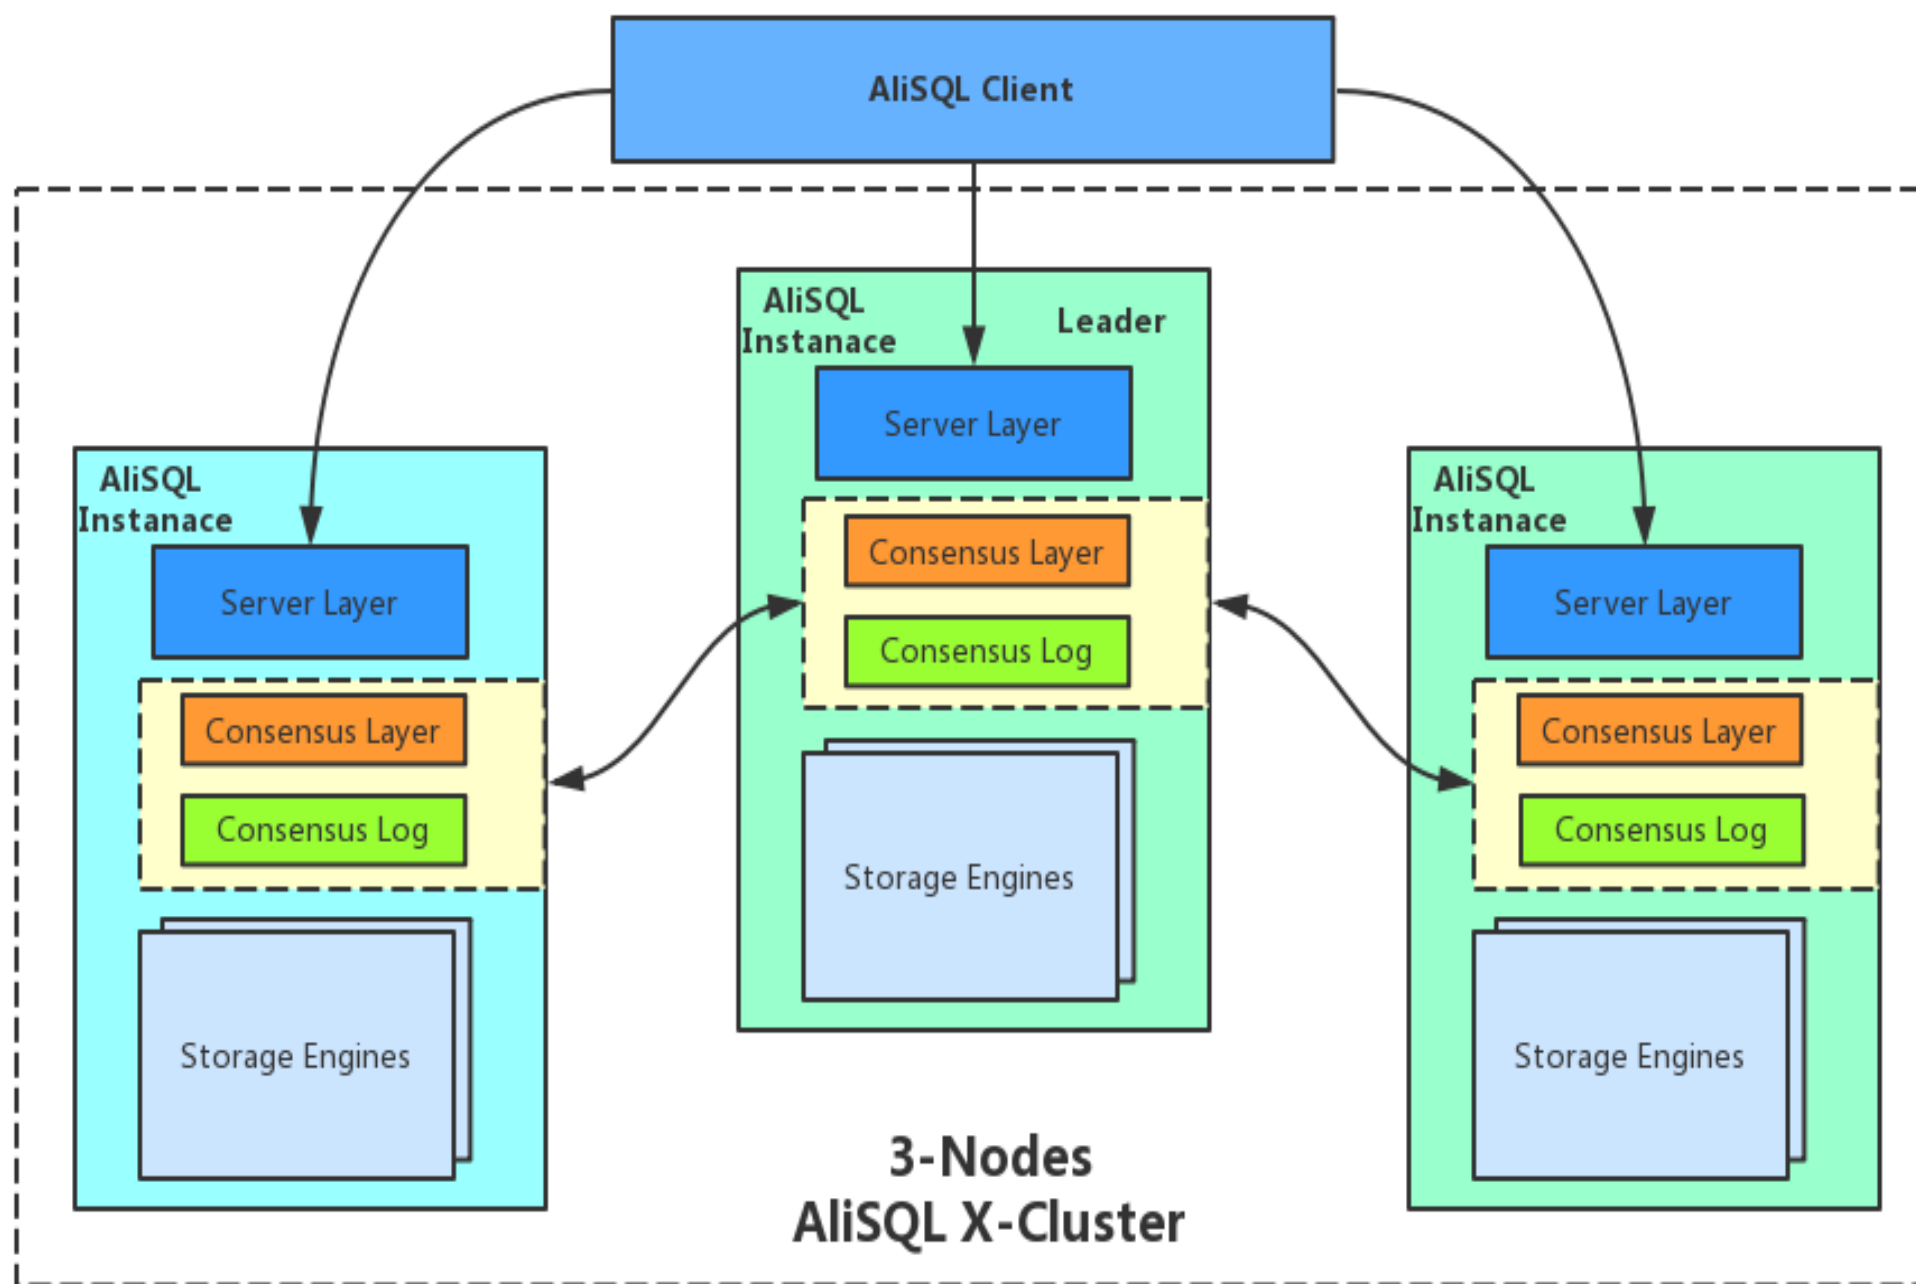 AliSQL Client
AliSQL
Instanace
Leader
Server Layer
Consensus Layer
Consensus Log
Storage Engines
AliSQL
Instanace
Server Layer
Consensus Layer
Consensus Log
Storage Engines
AliSQL
Instanace
Server Layer
Consensus Layer
Consensus Log
Storage Engines
3-Nodes
AliSQL X-Cluster